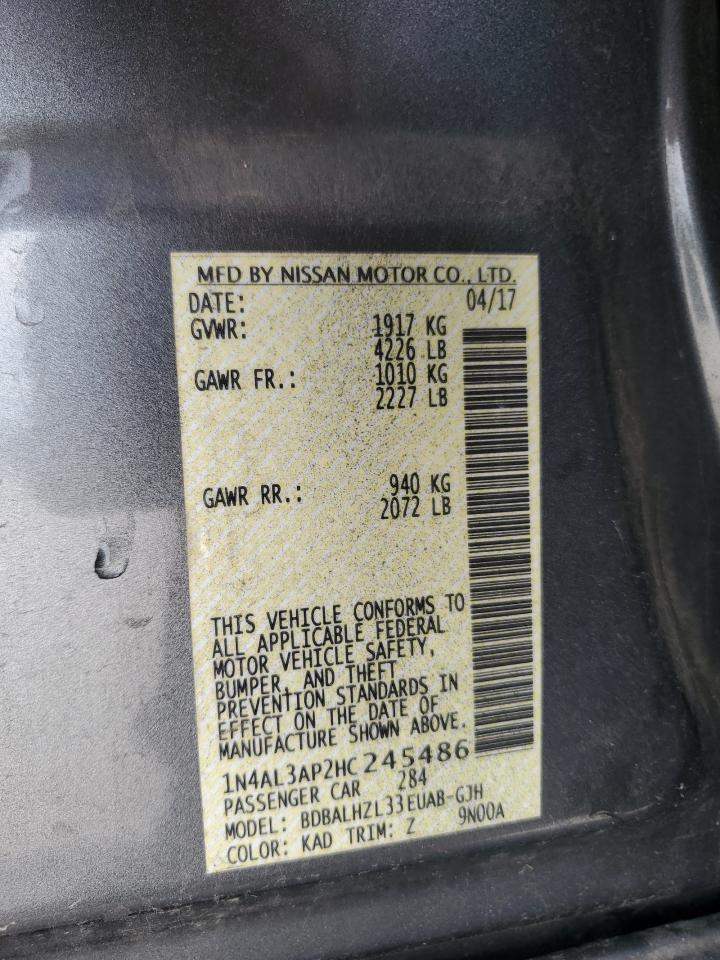 MFD BY NISSAN MOTOR CO., LTD.
DATE: 04/17
GVWR: 1917 KG
4226 LB
GAWR FR.: 1010 KG
2227 LB
GAWR RR.: 940 KG
2072 LB
THIS VEHICLE CONFORMS TO
ALL APPLICABLE FEDERAL
MOTOR VEHICLE SAFETY,
BUMPER, AND THEFT
PREVENTION STANDARDS IN
EFFECT ON THE DATE OF
MANUFACTURE SHOWN ABOVE.
1N4AL3AP2HC245486
PASSENGER CAR 284
MODEL: BDBALHZL33EUAB-GJH
COLOR: KAD TRIM: Z 9N00A